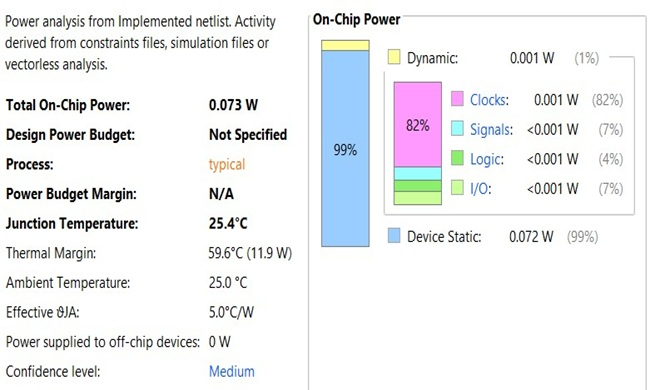 Power analysis from Implemented netlist. Activity
derived from constraints files, simulation files or
vectorless analysis.
Total On-Chip Power: 0.073 W
Design Power Budget: Not Specified
Process: typical
Power Budget Margin: N/A
Junction Temperature: 25.4°C
Thermal Margin: 59.6°C (11.9 W)
Ambient Temperature: 25.0 °C
Effective ϑJA: 5.0°C/W
Power supplied to off-chip devices: 0 W
Confidence level: Medium
On-Chip Power
Dynamic: 0.001 W (1%)
Clocks: 0.001 W (82%)
82%
Signals: <0.001 W (7%)
99%
Logic: <0.001 W (4%)
I/O: <0.001 W (7%)
Device Static: 0.072 W (99%)